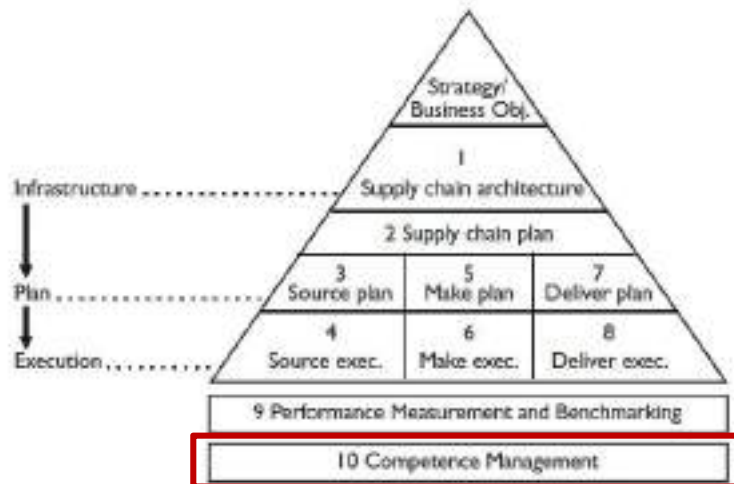 Strategy/
Business Obj.
1
Infrastructure
Supply chain architecture
2 Supply chain plan
3 5 7
Plan
Source plan Make plan Deliver plan
4 6 8
Execution
Source exec. Make exec. Deliver exec.
9 Performance Measurement and Benchmarking
10 Competence Management